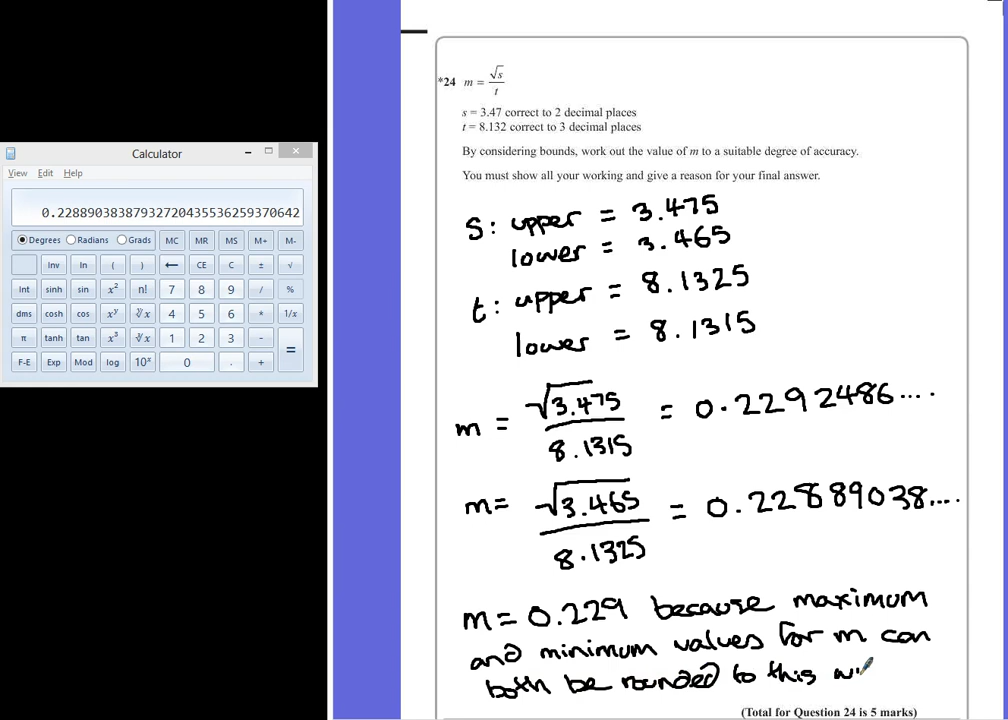 Calculator
View Edit Help
0.22889038387932720435536259370642
Degrees Radians Grads MC MR MS M+ M-
Inv ln ( ) ← CE C ± √
Int sinh sin x² n! 7 8 9 / %
dms cosh cos xʸ ʸ√x 4 5 6 * 1/x
π tanh tan x³ ³√x 1 2 3 - =
F-E Exp Mod log 10ˣ 0 . +
*24 m = √s / t
s = 3.47 correct to 2 decimal places
t = 8.132 correct to 3 decimal places
By considering bounds, work out the value of m to a suitable degree of accuracy.
You must show all your working and give a reason for your final answer.
S: upper = 3.475
lower = 3.465
t: upper = 8.1325
lower = 8.1315
m = √3.475 / 8.1315 = 0.2292486....
m = √3.465 / 8.1325 = 0.22889038....
m = 0.229 because maximum
and minimum values for m can
both be rounded to this
(Total for Question 24 is 5 marks)